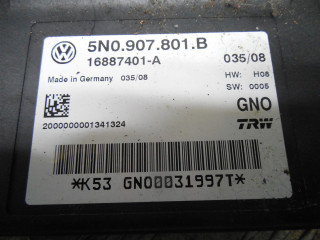 5N0.907.801.B
16887401-A 035/08
Made in Germany 035/08 HW: H08
SW: 0005
GNO
2000000001341324 TRW
*K53 GNO00031997T*